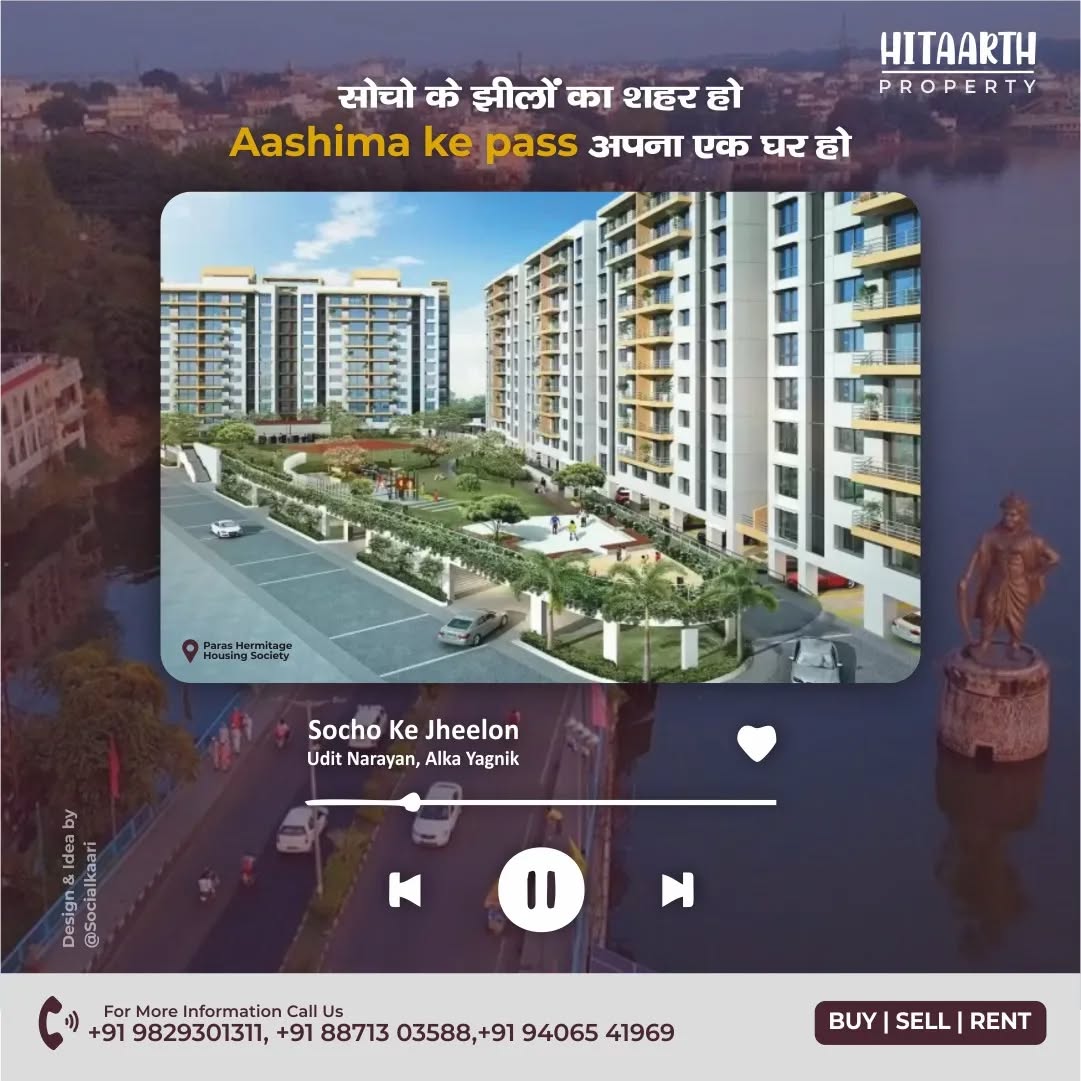 HITAARTH
PROPERTY
सोचो के झीलों का शहर हो
Aashima ke pass अपना एक घर हो
Paras Hermitage
Housing Society
Socho Ke Jheelon
Udit Narayan, Alka Yagnik
Design & Idea by
@Socialkaari
For More Information Call Us
+91 9829301311, +91 88713 03588,+91 94065 41969
BUY | SELL | RENT